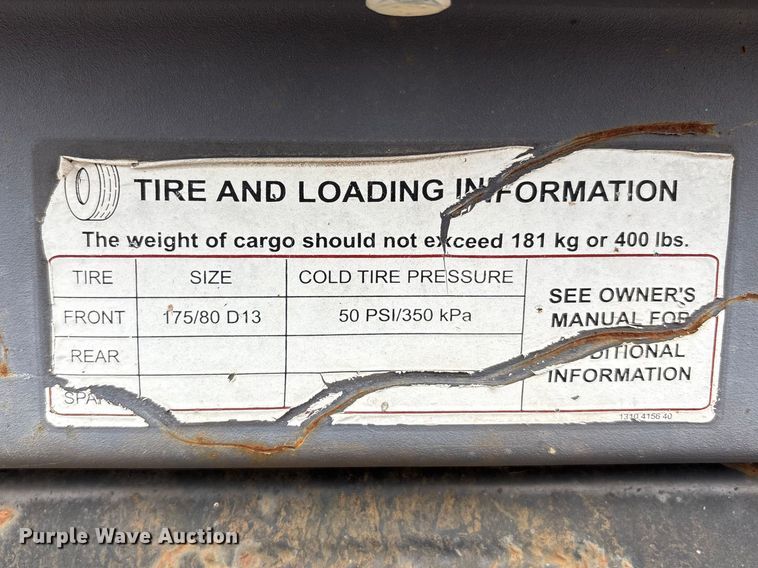 TIRE AND LOADING INFORMATION
The weight of cargo should not exceed 181 kg or 400 lbs.
TIRE SIZE COLD TIRE PRESSURE
FRONT 175/80 D13 50 PSI/350 kPa
REAR
SPARE
SEE OWNER'S
MANUAL FOR
ADDITIONAL
INFORMATION
1310 4156 40
Purple Wave Auction